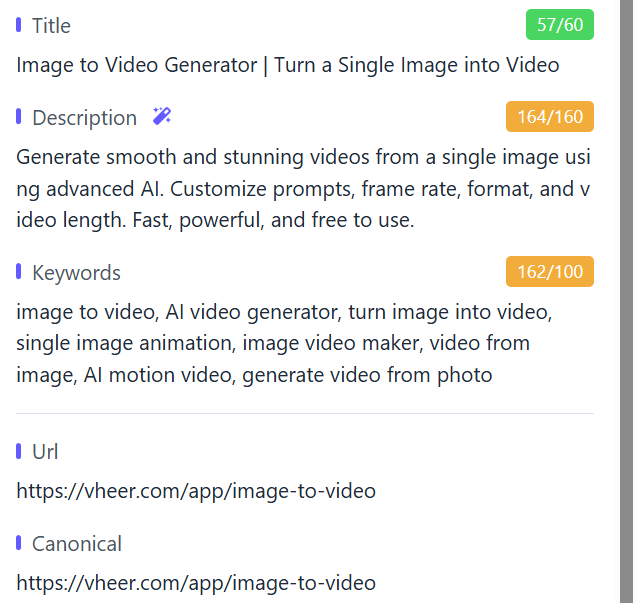 Title
57/60
Image to Video Generator | Turn a Single Image into Video
Description
164/160
Generate smooth and stunning videos from a single image usi
ng advanced AI. Customize prompts, frame rate, format, and v
ideo length. Fast, powerful, and free to use.
Keywords
162/100
image to video, AI video generator, turn image into video,
single image animation, image video maker, video from
image, AI motion video, generate video from photo
Url
https://vheer.com/app/image-to-video
Canonical
https://vheer.com/app/image-to-video